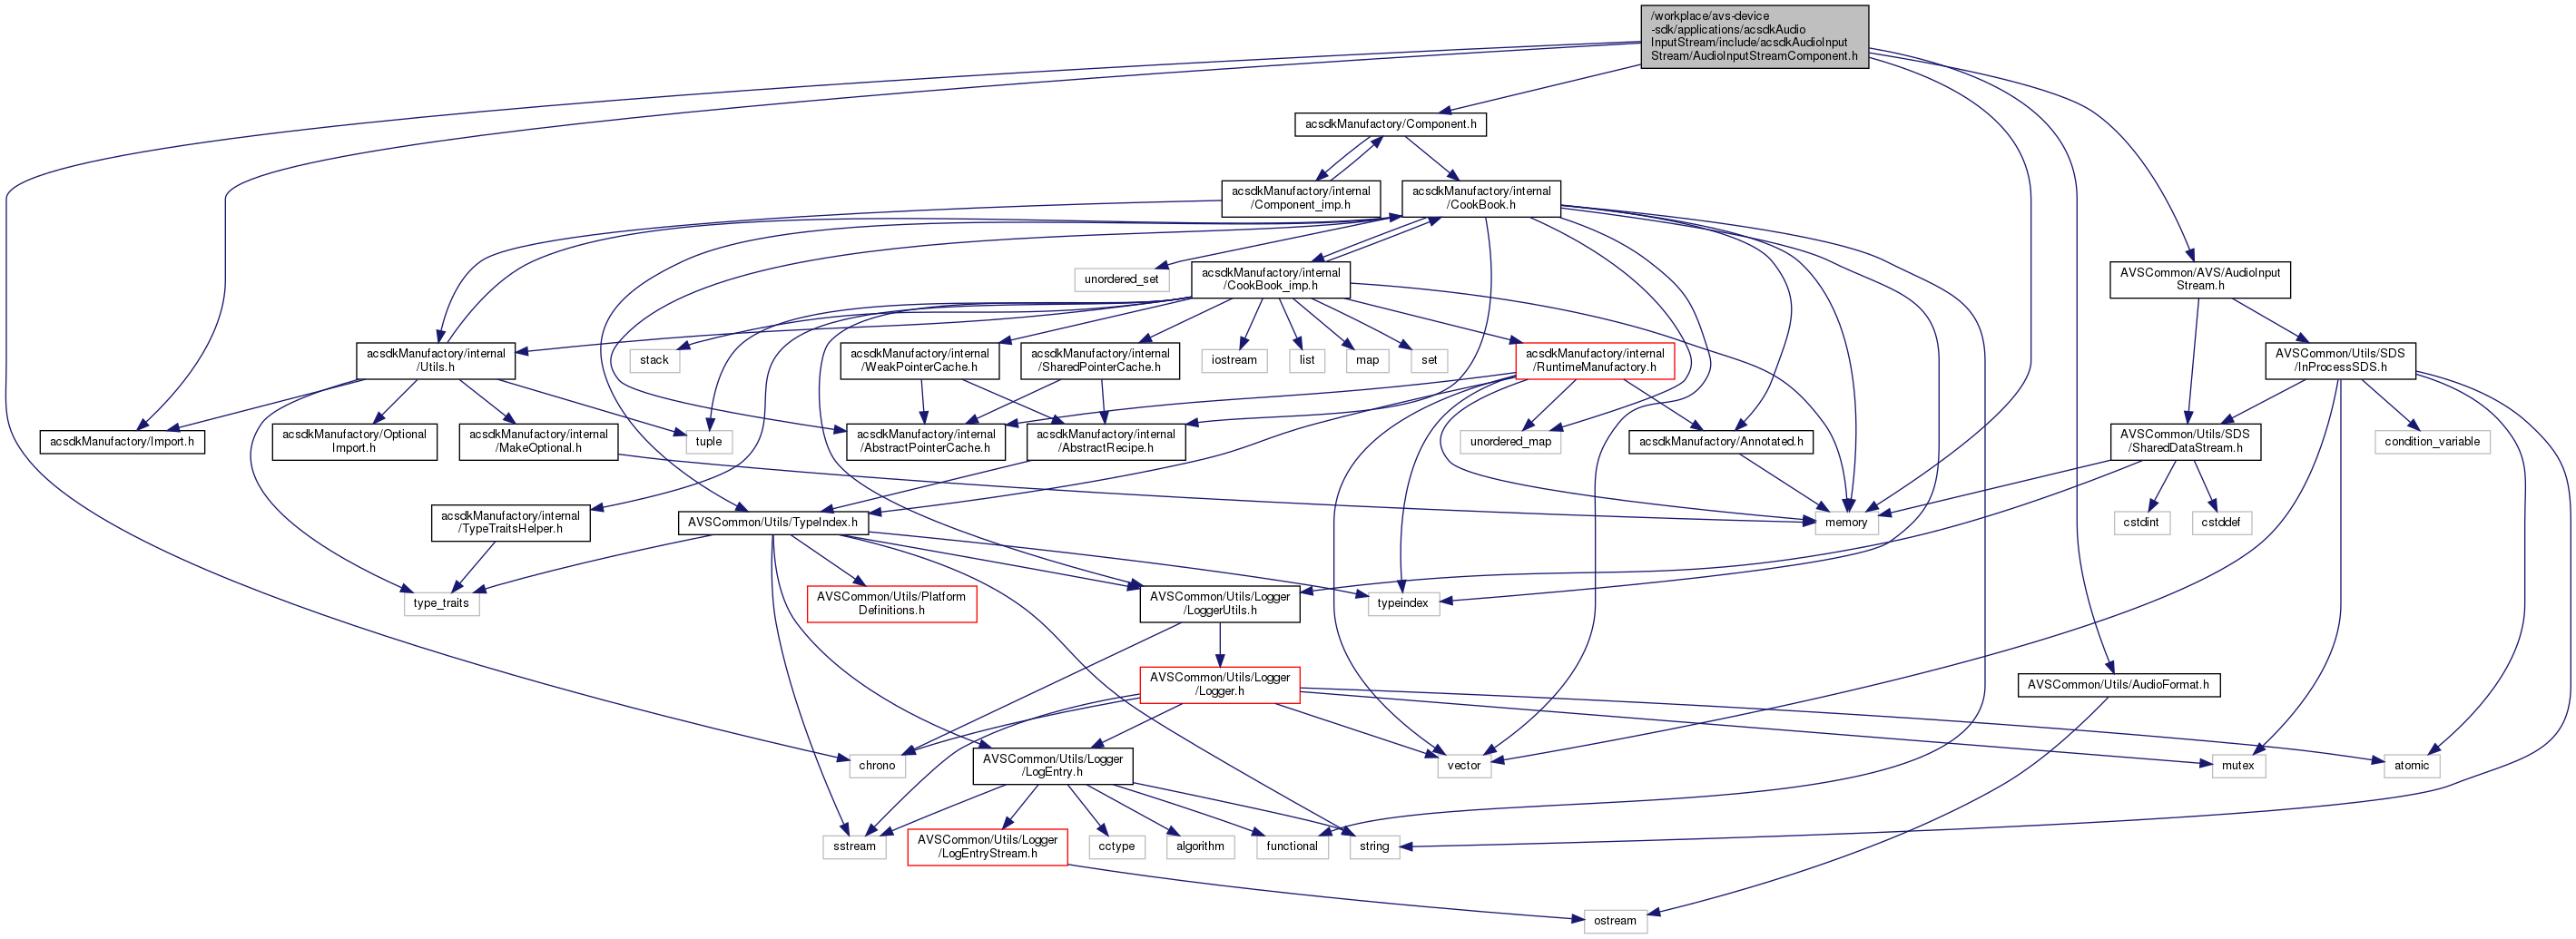 /workplace/avs-device
-sdk/applications/acsdkAudio
InputStream/include/acsdkAudioInput
Stream/AudioInputStreamComponent.h
acsdkManufactory/Component.h
acsdkManufactory/internal
/Component_imp.h
acsdkManufactory/internal
/CookBook.h
unordered_set
acsdkManufactory/internal
/CookBook_imp.h
AVSCommon/AVS/AudioInput
Stream.h
acsdkManufactory/internal
/Utils.h
stack
acsdkManufactory/internal
/WeakPointerCache.h
acsdkManufactory/internal
/SharedPointerCache.h
iostream
list
map
set
acsdkManufactory/internal
/RuntimeManufactory.h
AVSCommon/Utils/SDS
/InProcessSDS.h
acsdkManufactory/Import.h
acsdkManufactory/Optional
Import.h
acsdkManufactory/internal
/MakeOptional.h
tuple
acsdkManufactory/internal
/AbstractPointerCache.h
acsdkManufactory/internal
/AbstractRecipe.h
unordered_map
acsdkManufactory/Annotated.h
AVSCommon/Utils/SDS
/SharedDataStream.h
condition_variable
acsdkManufactory/internal
/TypeTraitsHelper.h
AVSCommon/Utils/TypeIndex.h
memory
cstdint
cstddef
type_traits
AVSCommon/Utils/Platform
Definitions.h
AVSCommon/Utils/Logger
/LoggerUtils.h
typeindex
AVSCommon/Utils/Logger
/Logger.h
AVSCommon/Utils/AudioFormat.h
chrono
AVSCommon/Utils/Logger
/LogEntry.h
vector
mutex
atomic
sstream
AVSCommon/Utils/Logger
/LogEntryStream.h
cctype
algorithm
functional
string
ostream